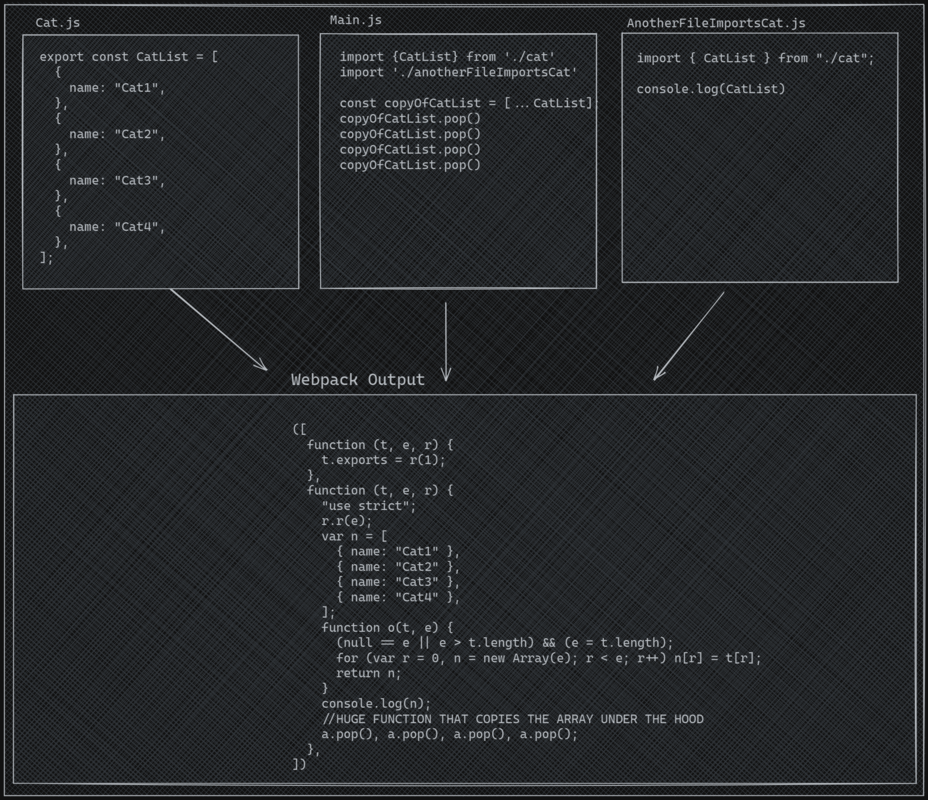 Cat.js
export const CatList = [
  {
    name: "Cat1",
  },
  {
    name: "Cat2",
  },
  {
    name: "Cat3",
  },
  {
    name: "Cat4",
  },
];
Main.js
import {CatList} from './cat'
import './anotherFileImportsCat'

const copyOfCatList = [...CatList]
copyOfCatList.pop()
copyOfCatList.pop()
copyOfCatList.pop()
copyOfCatList.pop()
AnotherFileImportsCat.js
import { CatList } from "./cat";

console.log(CatList)
Webpack Output
([
  function (t, e, r) {
    t.exports = r(1);
  },
  function (t, e, r) {
    "use strict";
    r.r(e);
    var n = [
      { name: "Cat1" },
      { name: "Cat2" },
      { name: "Cat3" },
      { name: "Cat4" },
    ];
    function o(t, e) {
      (null == e || e > t.length) && (e = t.length);
      for (var r = 0, n = new Array(e); r < e; r++) n[r] = t[r];
      return n;
    }
    console.log(n);
    //HUGE FUNCTION THAT COPIES THE ARRAY UNDER THE HOOD
    a.pop(), a.pop(), a.pop(), a.pop();
  },
])